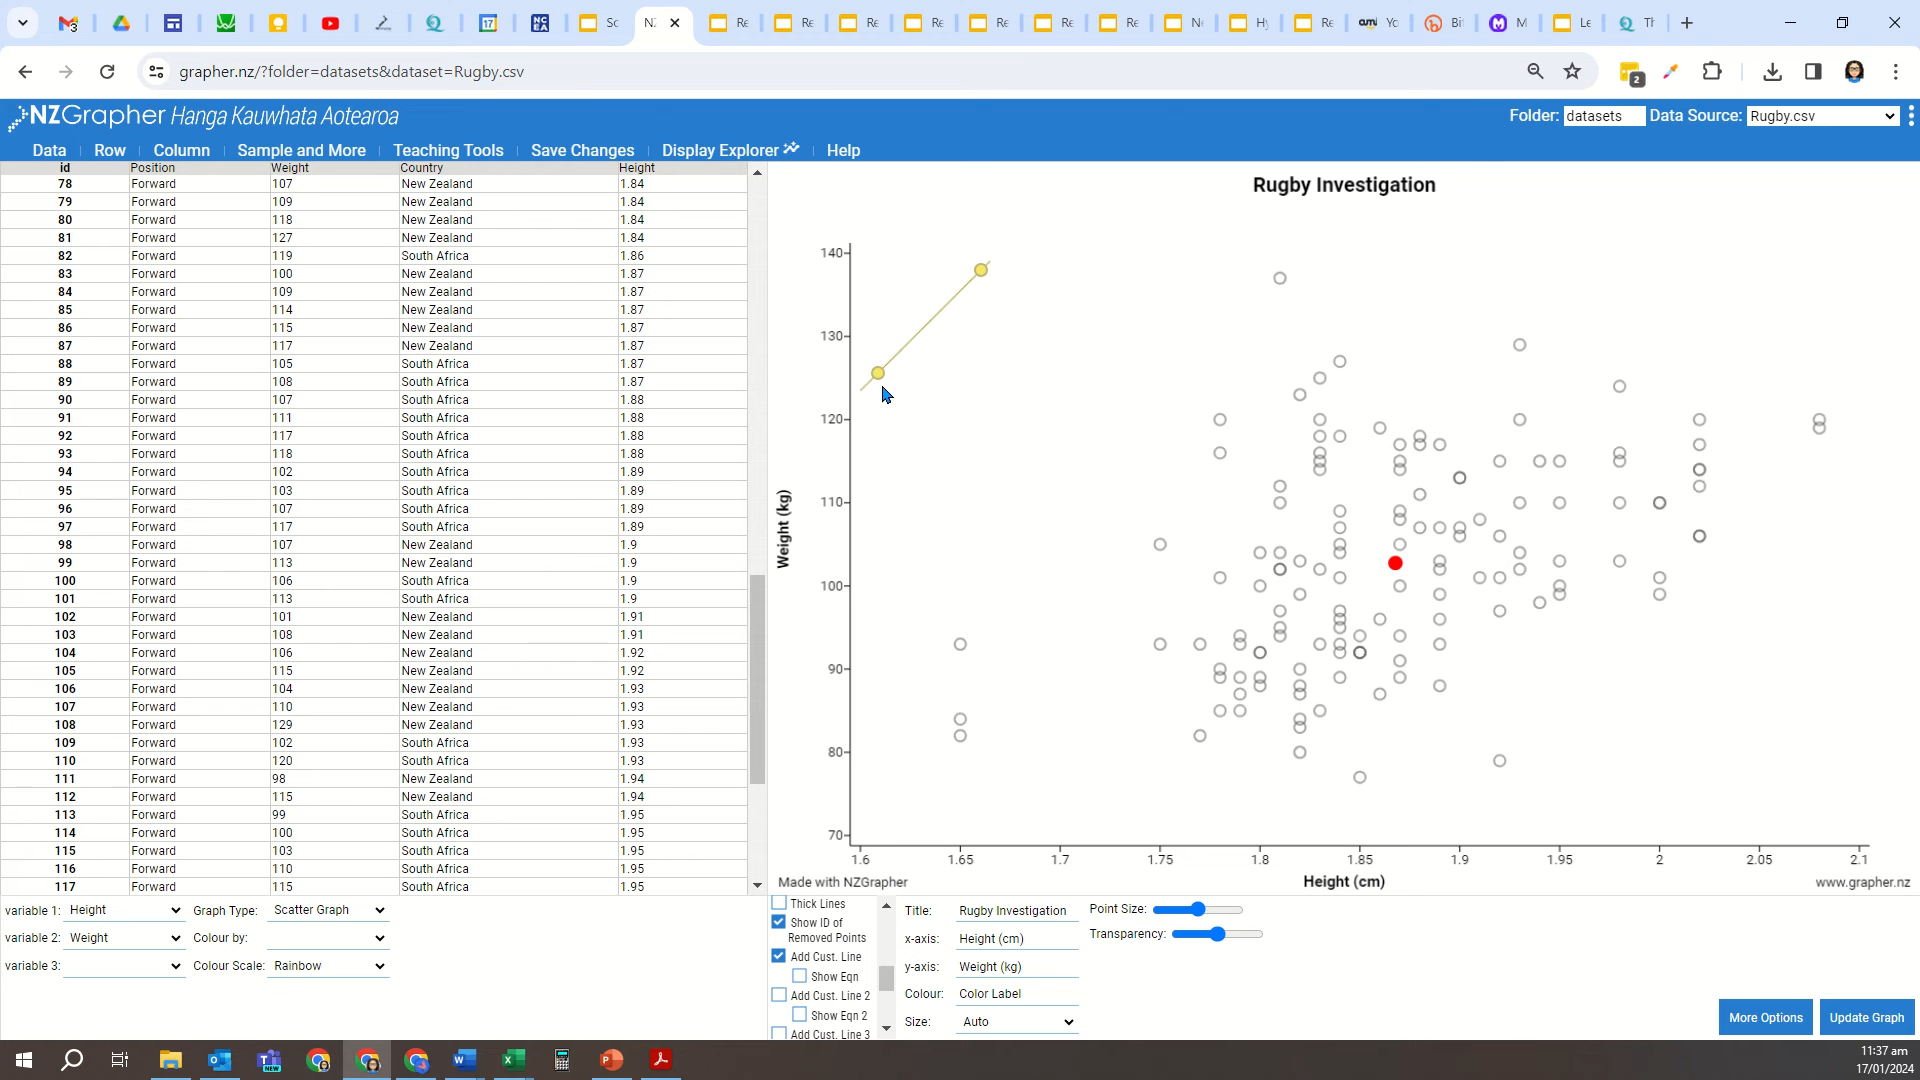 Sc
NZ
Re
Re
Re
Re
Re
Re
Re
N
Hy
Re
ami
Yo
Bi
M
Le
Th
grapher.nz/?folder=datasets&dataset=Rugby.csv
2
NZGrapher Hanga Kauwhata Aotearoa
Folder: datasets Data Source: Rugby.csv
Data Row Column Sample and More Teaching Tools Save Changes Display Explorer Help
id Position Weight Country Height
78 Forward 107 New Zealand 1.84
79 Forward 109 New Zealand 1.84
80 Forward 118 New Zealand 1.84
81 Forward 127 New Zealand 1.84
82 Forward 119 South Africa 1.86
83 Forward 100 New Zealand 1.87
84 Forward 109 New Zealand 1.87
85 Forward 114 New Zealand 1.87
86 Forward 115 New Zealand 1.87
87 Forward 117 New Zealand 1.87
88 Forward 105 South Africa 1.87
89 Forward 108 South Africa 1.87
90 Forward 107 South Africa 1.88
91 Forward 111 South Africa 1.88
92 Forward 117 South Africa 1.88
93 Forward 118 South Africa 1.88
94 Forward 102 South Africa 1.89
95 Forward 103 South Africa 1.89
96 Forward 107 South Africa 1.89
97 Forward 117 South Africa 1.89
98 Forward 107 New Zealand 1.9
99 Forward 113 New Zealand 1.9
100 Forward 106 South Africa 1.9
101 Forward 113 South Africa 1.9
102 Forward 101 New Zealand 1.91
103 Forward 108 New Zealand 1.91
104 Forward 106 New Zealand 1.92
105 Forward 115 New Zealand 1.92
106 Forward 104 New Zealand 1.93
107 Forward 110 New Zealand 1.93
108 Forward 129 New Zealand 1.93
109 Forward 102 South Africa 1.93
110 Forward 120 South Africa 1.93
111 Forward 98 New Zealand 1.94
112 Forward 115 New Zealand 1.94
113 Forward 99 South Africa 1.95
114 Forward 100 South Africa 1.95
115 Forward 103 South Africa 1.95
116 Forward 110 South Africa 1.95
117 Forward 115 South Africa 1.95
Rugby Investigation
140
130
120
110
100
90
80
70
Weight (kg)
1.6 1.65 1.7 1.75 1.8 1.85 1.9 1.95 2 2.05 2.1
Made with NZGrapher Height (cm) www.grapher.nz
variable 1: Height Graph Type: Scatter Graph
variable 2: Weight Colour by:
variable 3: Colour Scale: Rainbow
Thick Lines
Show ID of
Removed Points
Add Cust. Line
Show Eqn
Add Cust. Line 2
Show Eqn 2
Add Cust. Line 3
Title: Rugby Investigation
x-axis: Height (cm)
y-axis: Weight (kg)
Colour: Color Label
Size: Auto
Point Size:
Transparency:
More Options Update Graph
11:37 am
17/01/2024